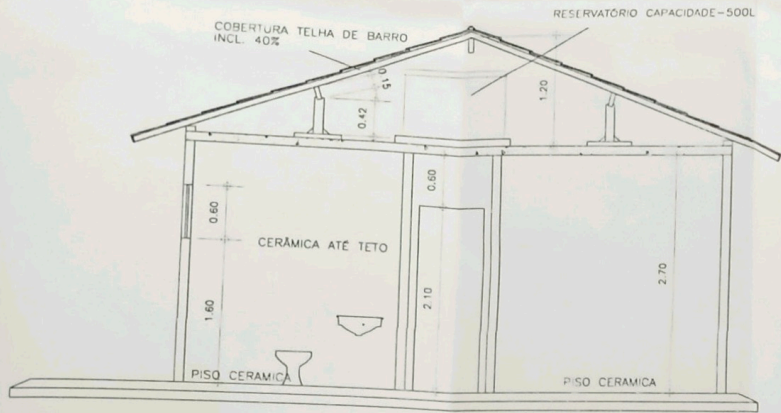 RESERVATÓRIO CAPACIDADE-500L
COBERTURA TELHA DE BARRO
INCL. 40%
0.15
0.42
1.20
0.60
0.60
CERÂMICA ATÉ TETO
2.10
2.70
1.60
PISO CERAMICA
PISO CERAMICA